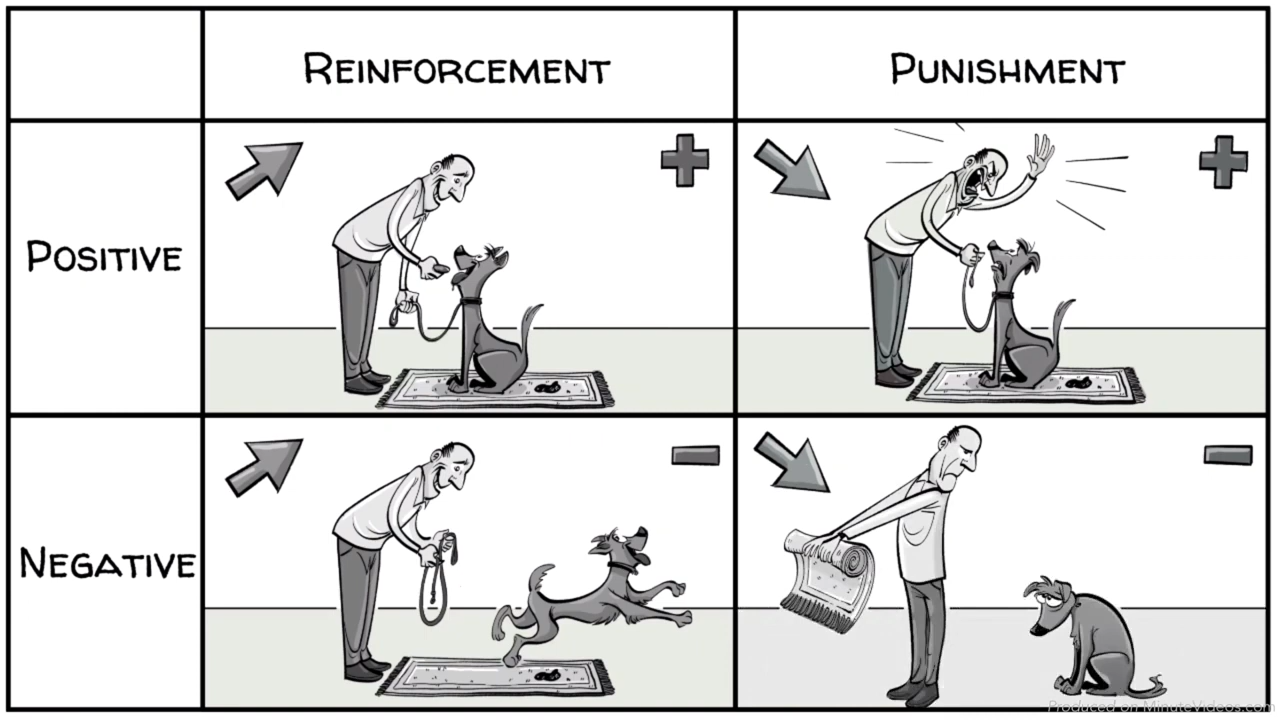 REINFORCEMENT
PUNISHMENT
POSITIVE
NEGATIVE
Produced on MinuteVideos.com